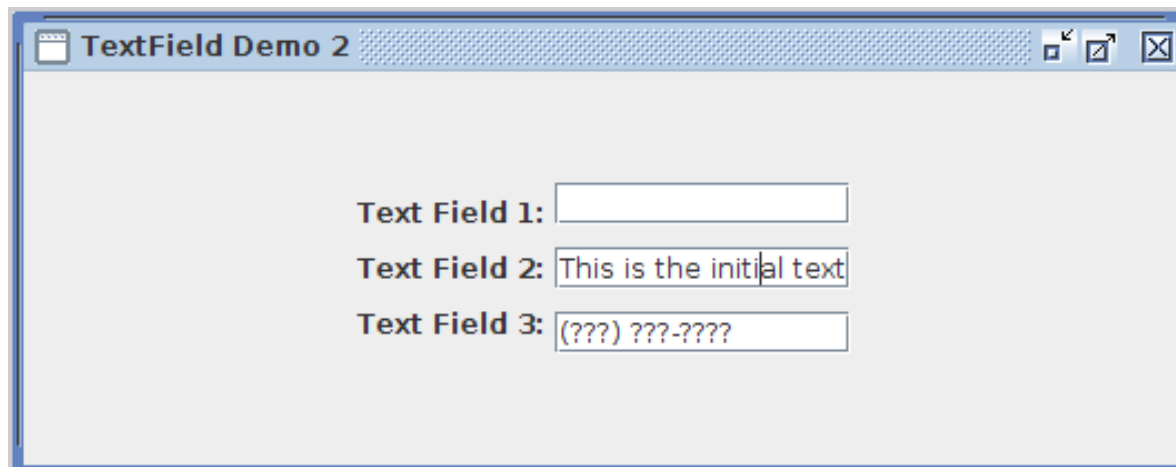 TextField Demo 2
Text Field 1:
Text Field 2: This is the initial text
Text Field 3: (???) ???-????